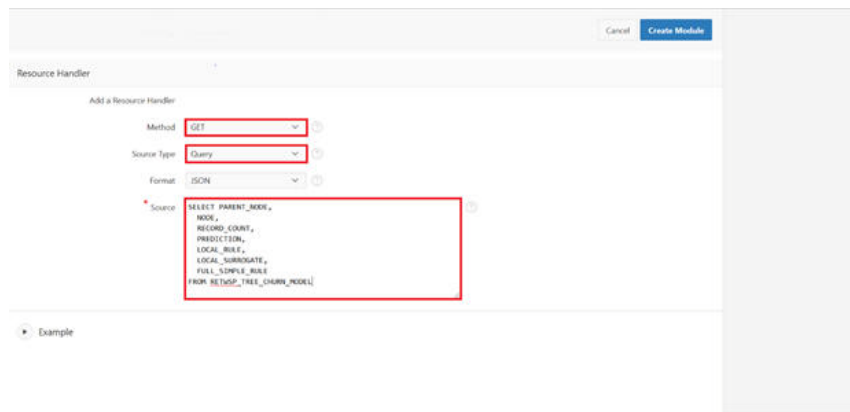 Cancel Create Module
Resource Handler
Add a Resource Handler
Method GET
Source Type Query
Format JSON
* Source SELECT PARENT_NODE,
NODE,
RECORD_COUNT,
PREDICTION,
LOCAL_RULE,
LOCAL_SURROGATE,
FULL_SIMPLE_RULE
FROM RETWSP_TREE_CHURN_MODEL
Example